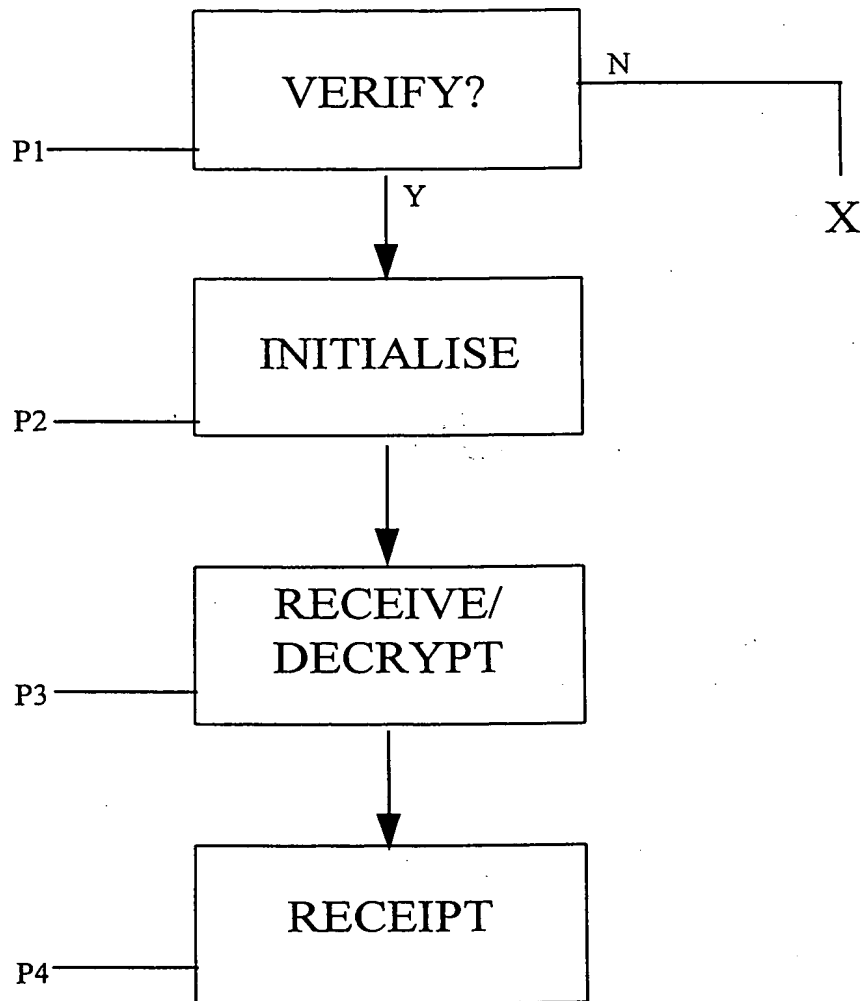 VERIFY?
N
P1
Y
X
INITIALISE
P2
RECEIVE/
DECRYPT
P3
RECEIPT
P4